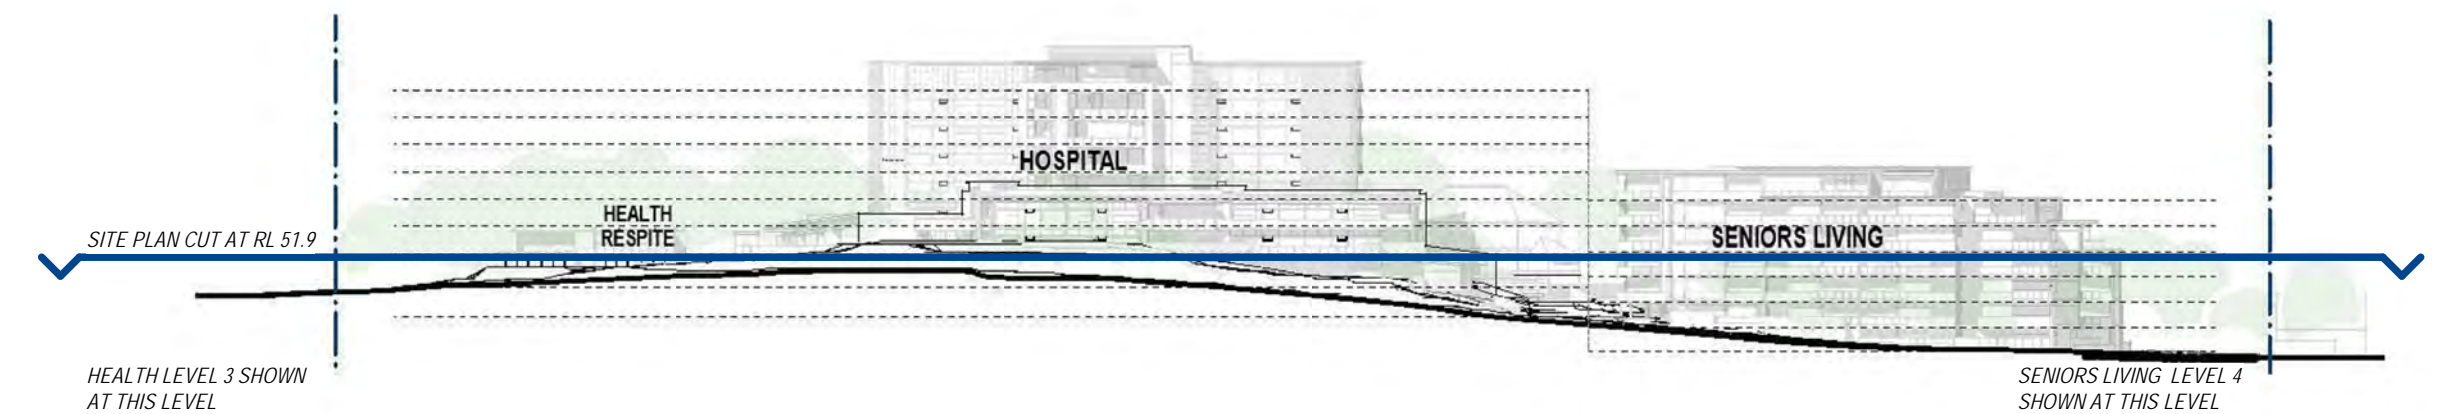 HOSPITAL
HEALTH
RESPITE
SITE PLAN CUT AT RL 51.9
SENIORS LIVING
HEALTH LEVEL 3 SHOWN
AT THIS LEVEL
SENIORS LIVING LEVEL 4
SHOWN AT THIS LEVEL